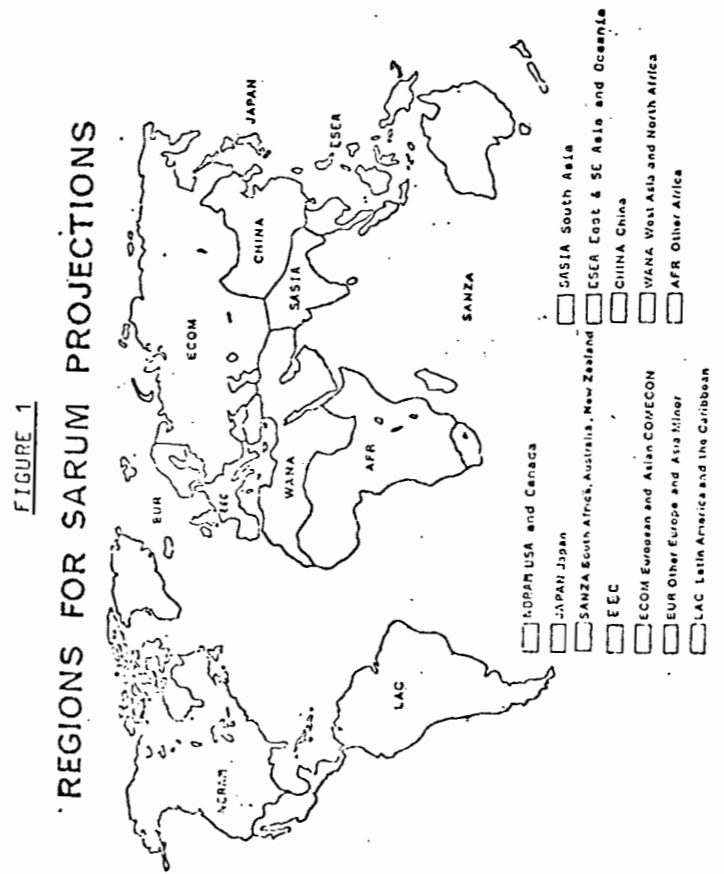 FIGURE 1
REGIONS FOR SARUM PROJECTIONS
NORAM
LAC
EUR
EEC
ECOM
WANA
AFR
SASIA
CHINA
JAPAN
ESEA
SANZA
NORAM USA and Canada
JAPAN Japan
SANZA South Africa, Australia, New Zealand
EEC
ECOM European and Asian COMECON
EUR Other Europe and Asia Minor
LAC Latin America and the Caribbean
SASIA South Asia
ESEA East & SE Asia and Oceania
CHINA China
WANA West Asia and North Africa
AFR Other Africa